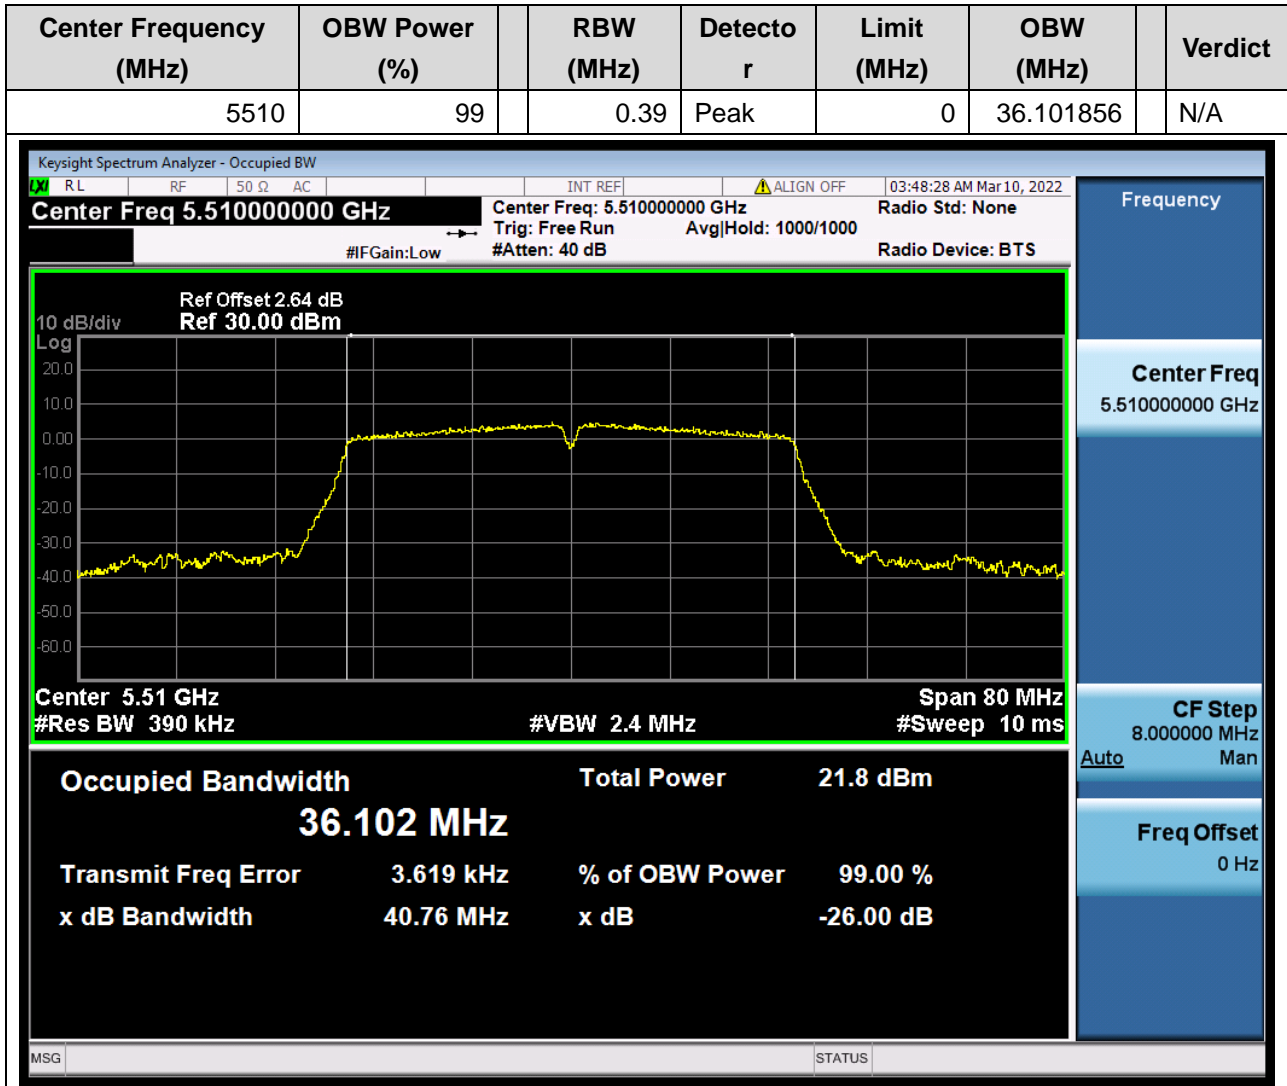 Center Frequency (MHz) OBW Power (%) RBW (MHz) Detector Limit (MHz) OBW (MHz) Verdict
5510 99 0.39 Peak 0 36.101856 N/A
Keysight Spectrum Analyzer - Occupied BW
LXI RL RF 50 Ω AC INT REF ALIGN OFF 03:48:28 AM Mar 10, 2022
Center Freq 5.510000000 GHz
Center Freq: 5.510000000 GHz Radio Std: None
Trig: Free Run Avg|Hold: 1000/1000
#IFGain:Low #Atten: 40 dB Radio Device: BTS
Ref Offset 2.64 dB
10 dB/div Ref 30.00 dBm
Log
20.0
10.0
0.00
-10.0
-20.0
-30.0
-40.0
-50.0
-60.0
Center 5.51 GHz Span 80 MHz
#Res BW 390 kHz #VBW 2.4 MHz #Sweep 10 ms
Occupied Bandwidth Total Power 21.8 dBm
36.102 MHz
Transmit Freq Error 3.619 kHz % of OBW Power 99.00 %
x dB Bandwidth 40.76 MHz x dB -26.00 dB
MSG STATUS
Frequency
Center Freq
5.510000000 GHz
CF Step
8.000000 MHz
Auto Man
Freq Offset
0 Hz